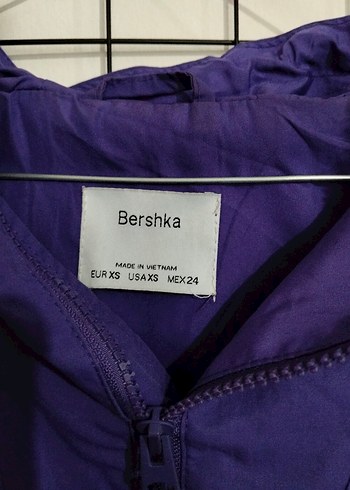 Bershka
MADE IN VIETNAM
EUR XS USA XS MEX 24